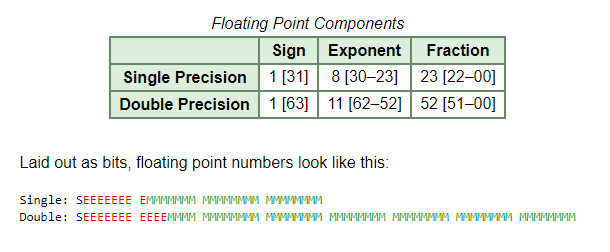 Floating Point Components
Sign Exponent Fraction
Single Precision 1 [31] 8 [30–23] 23 [22–00]
Double Precision 1 [63] 11 [62–52] 52 [51–00]
Laid out as bits, floating point numbers look like this:
Single: SEEEEEEE EMMMMMMM MMMMMMMM MMMMMMMM
Double: SEEEEEEE EEEEMMMM MMMMMMMM MMMMMMMM MMMMMMMM MMMMMMMM MMMMMMMM MMMMMMMM